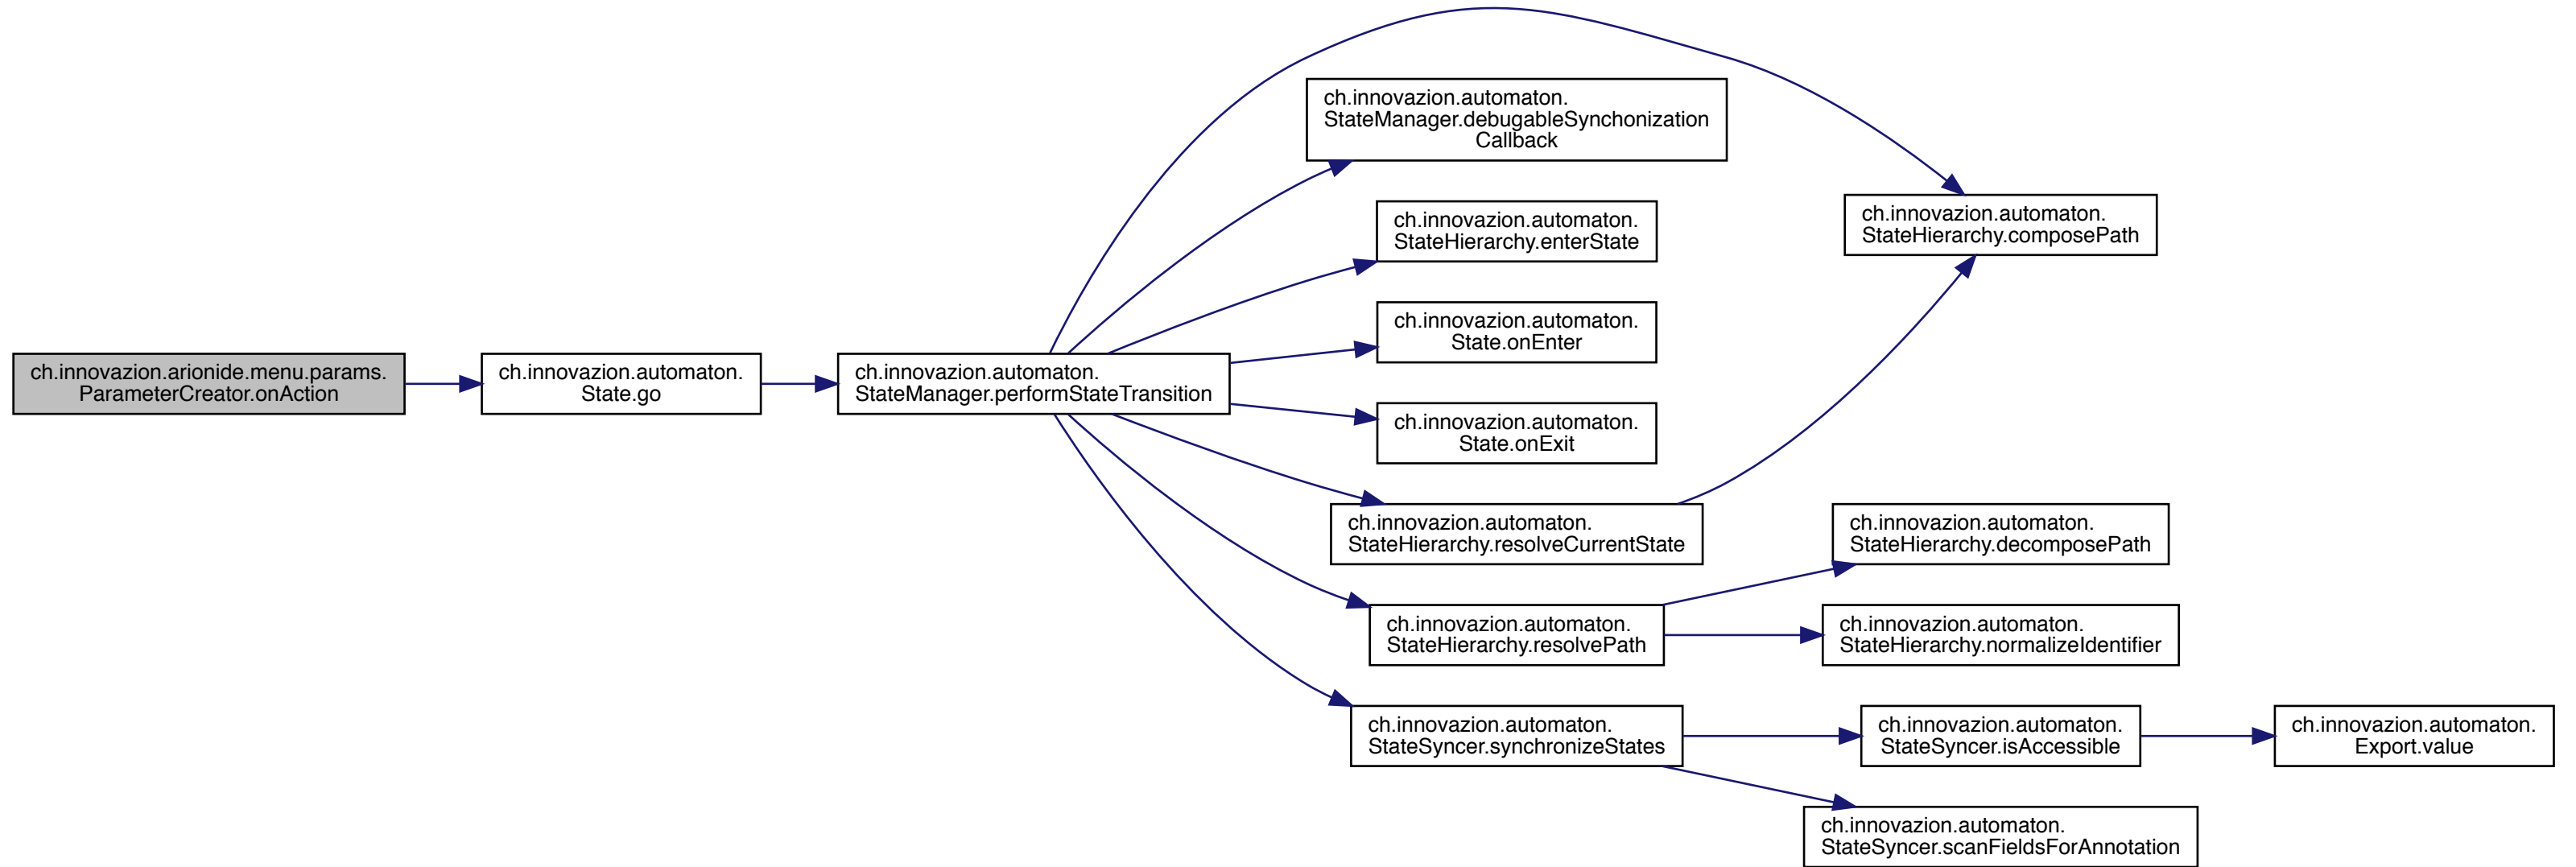 ch.innovazion.arionide.menu.params.
ParameterCreator.onAction
ch.innovazion.automaton.
State.go
ch.innovazion.automaton.
StateManager.performStateTransition
ch.innovazion.automaton.
StateManager.debugableSynchonization
Callback
ch.innovazion.automaton.
StateHierarchy.enterState
ch.innovazion.automaton.
State.onEnter
ch.innovazion.automaton.
State.onExit
ch.innovazion.automaton.
StateHierarchy.resolveCurrentState
ch.innovazion.automaton.
StateHierarchy.resolvePath
ch.innovazion.automaton.
StateSyncer.synchronizeStates
ch.innovazion.automaton.
StateHierarchy.composePath
ch.innovazion.automaton.
StateHierarchy.decomposePath
ch.innovazion.automaton.
StateHierarchy.normalizeIdentifier
ch.innovazion.automaton.
StateSyncer.isAccessible
ch.innovazion.automaton.
StateSyncer.scanFieldsForAnnotation
ch.innovazion.automaton.
Export.value